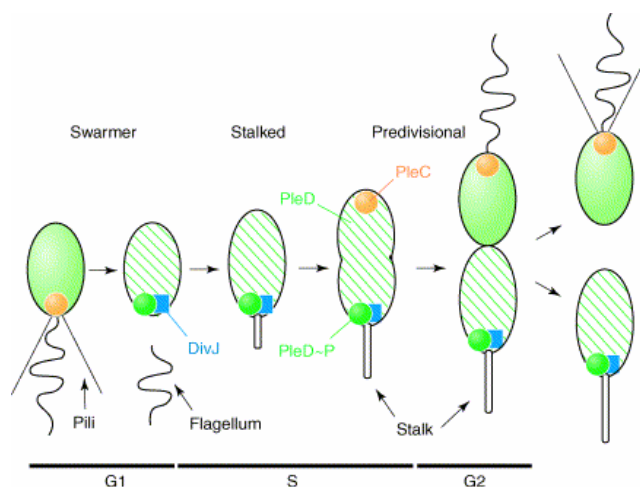 Swarmer
Stalked
Predivisional
PleD
PleC
DivJ
PleD~P
Pili
Flagellum
Stalk
G1
S
G2